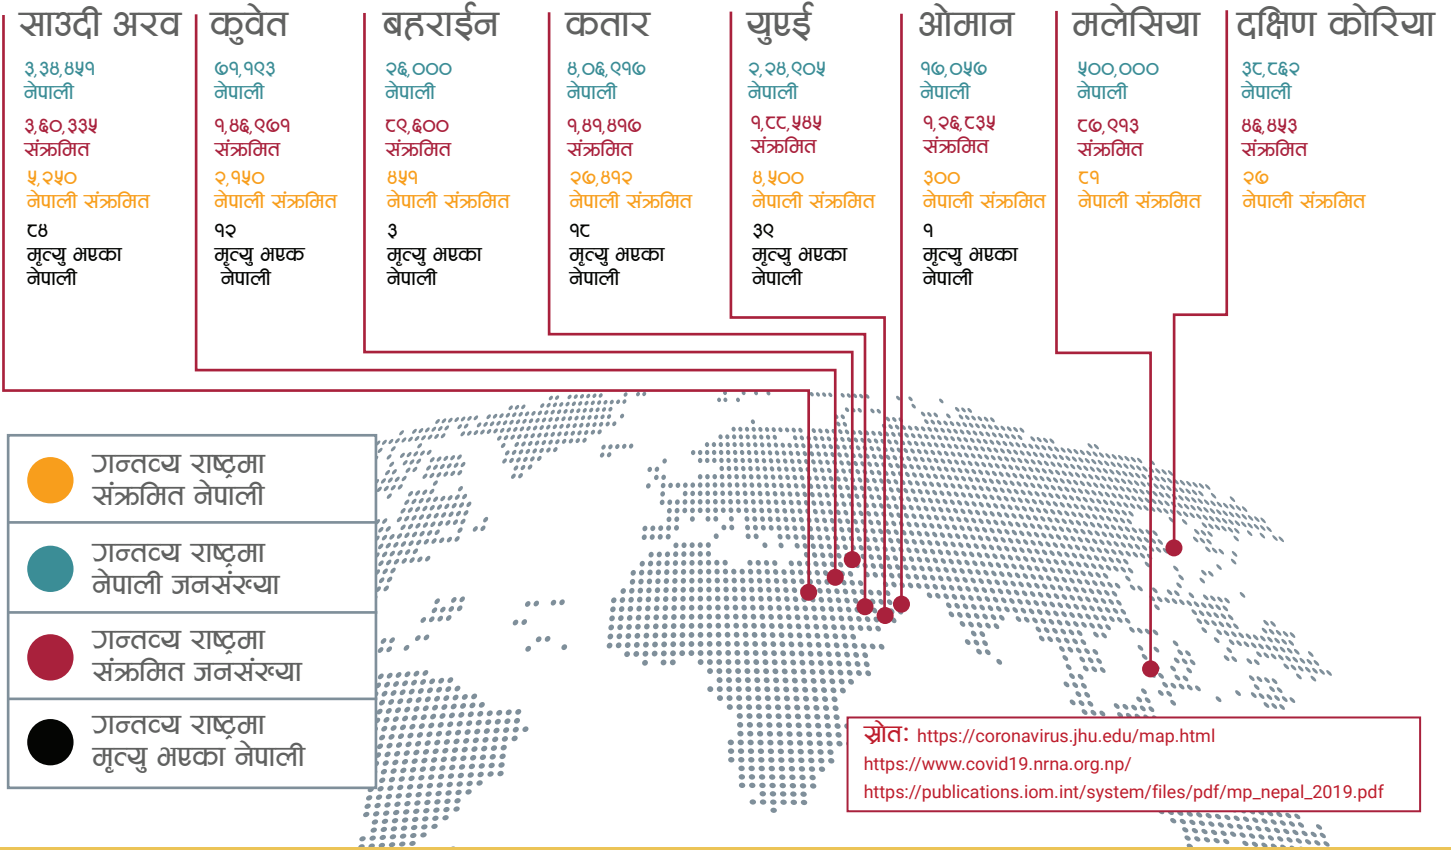 साउदी अरव
३,३४,४५१
नेपाली
३,६०,३३५
संक्रमित
५,२५०
नेपाली संक्रमित
८४
मृत्यु भएका
नेपाली
कुवेत
७१,१९३
नेपाली
१,४६,९७१
संक्रमित
२,१५०
नेपाली संक्रमित
१२
मृत्यु भएक
नेपाली
बहराईन
२६,०००
नेपाली
८९,६००
संक्रमित
४५१
नेपाली संक्रमित
३
मृत्यु भएका
नेपाली
कतार
४,०६,९१७
नेपाली
१,४१,४१७
संक्रमित
२७,४१२
नेपाली संक्रमित
१८
मृत्यु भएका
नेपाली
युएई
२,२४,९०५
नेपाली
१,८८,५४५
संक्रमित
४,५००
नेपाली संक्रमित
३९
मृत्यु भएका
नेपाली
ओमान
१७,०५७
नेपाली
१,२६,८३५
संक्रमित
३००
नेपाली संक्रमित
१
मृत्यु भएका
नेपाली
मलेसिया
५००,०००
नेपाली
८७,९१३
संक्रमित
८१
नेपाली संक्रमित
दक्षिण कोरिया
३८,८६२
नेपाली
४६,४५३
संक्रमित
२७
नेपाली संक्रमित
गन्तव्य राष्ट्रमा
संक्रमित नेपाली
गन्तव्य राष्ट्रमा
नेपाली जनसंख्या
गन्तव्य राष्ट्रमा
संक्रमित जनसंख्या
गन्तव्य राष्ट्रमा
मृत्यु भएका नेपाली
स्रोत: https://coronavirus.jhu.edu/map.html
https://www.covid19.nrna.org.np/
https://publications.iom.int/system/files/pdf/mp_nepal_2019.pdf